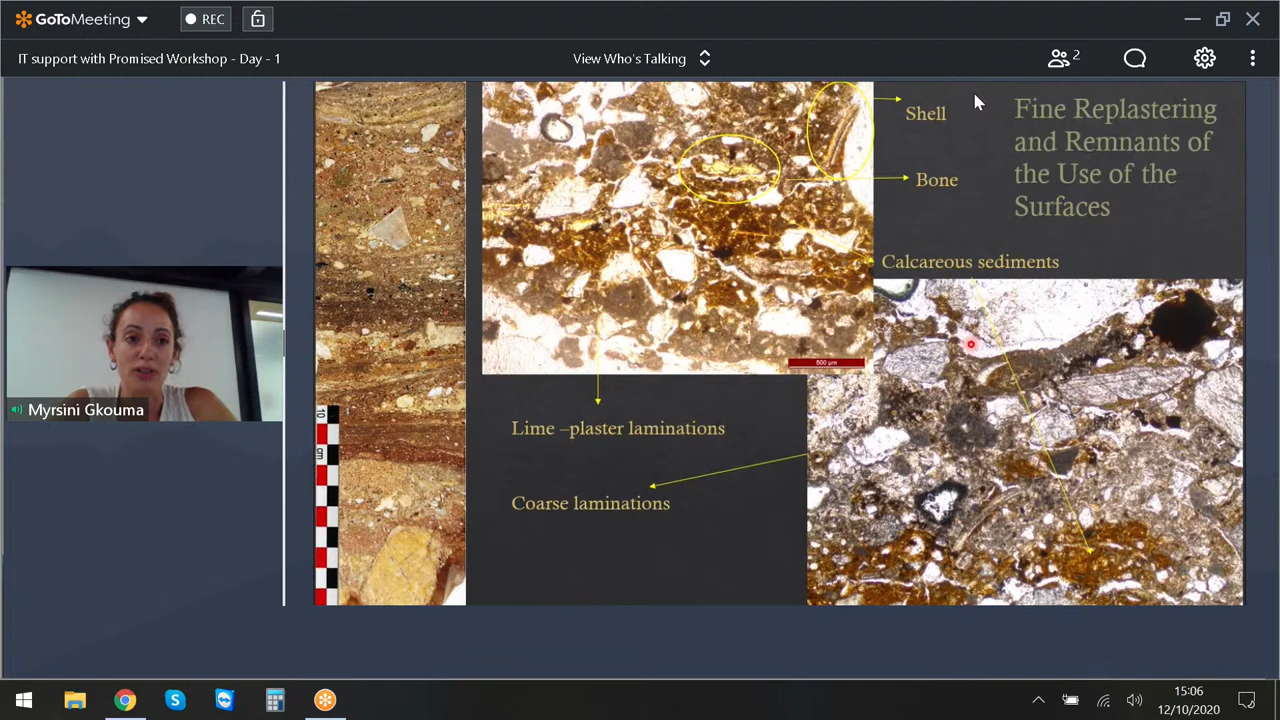 GoToMeeting
REC
IT support with Promised Workshop - Day - 1
View Who's Talking
2
Shell
Bone
Fine Replastering
and Remnants of
the Use of the
Surfaces
Calcareous sediments
500 µm
Myrsini Gkouma
10
cm
Lime –plaster laminations
Coarse laminations
15:06
12/10/2020